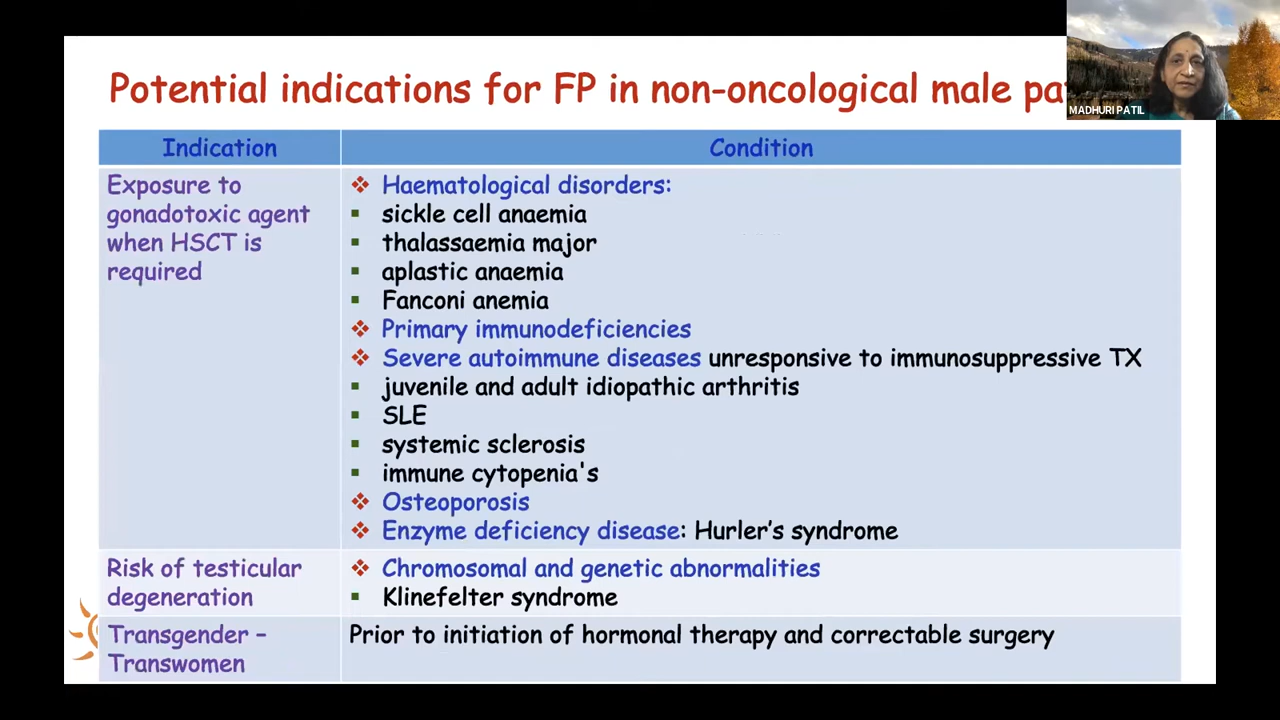 Potential indications for FP in non-oncological male
MADHURI PATIL
Indication
Condition
Exposure to
gonadotoxic agent
when HSCT is
required
❖ Haematological disorders:
▪ sickle cell anaemia
▪ thalassaemia major
▪ aplastic anaemia
▪ Fanconi anemia
❖ Primary immunodeficiencies
❖ Severe autoimmune diseases unresponsive to immunosuppressive TX
▪ juvenile and adult idiopathic arthritis
▪ SLE
▪ systemic sclerosis
▪ immune cytopenia's
❖ Osteoporosis
❖ Enzyme deficiency disease: Hurler’s syndrome
Risk of testicular
degeneration
❖ Chromosomal and genetic abnormalities
▪ Klinefelter syndrome
Transgender –
Transwomen
Prior to initiation of hormonal therapy and correctable surgery